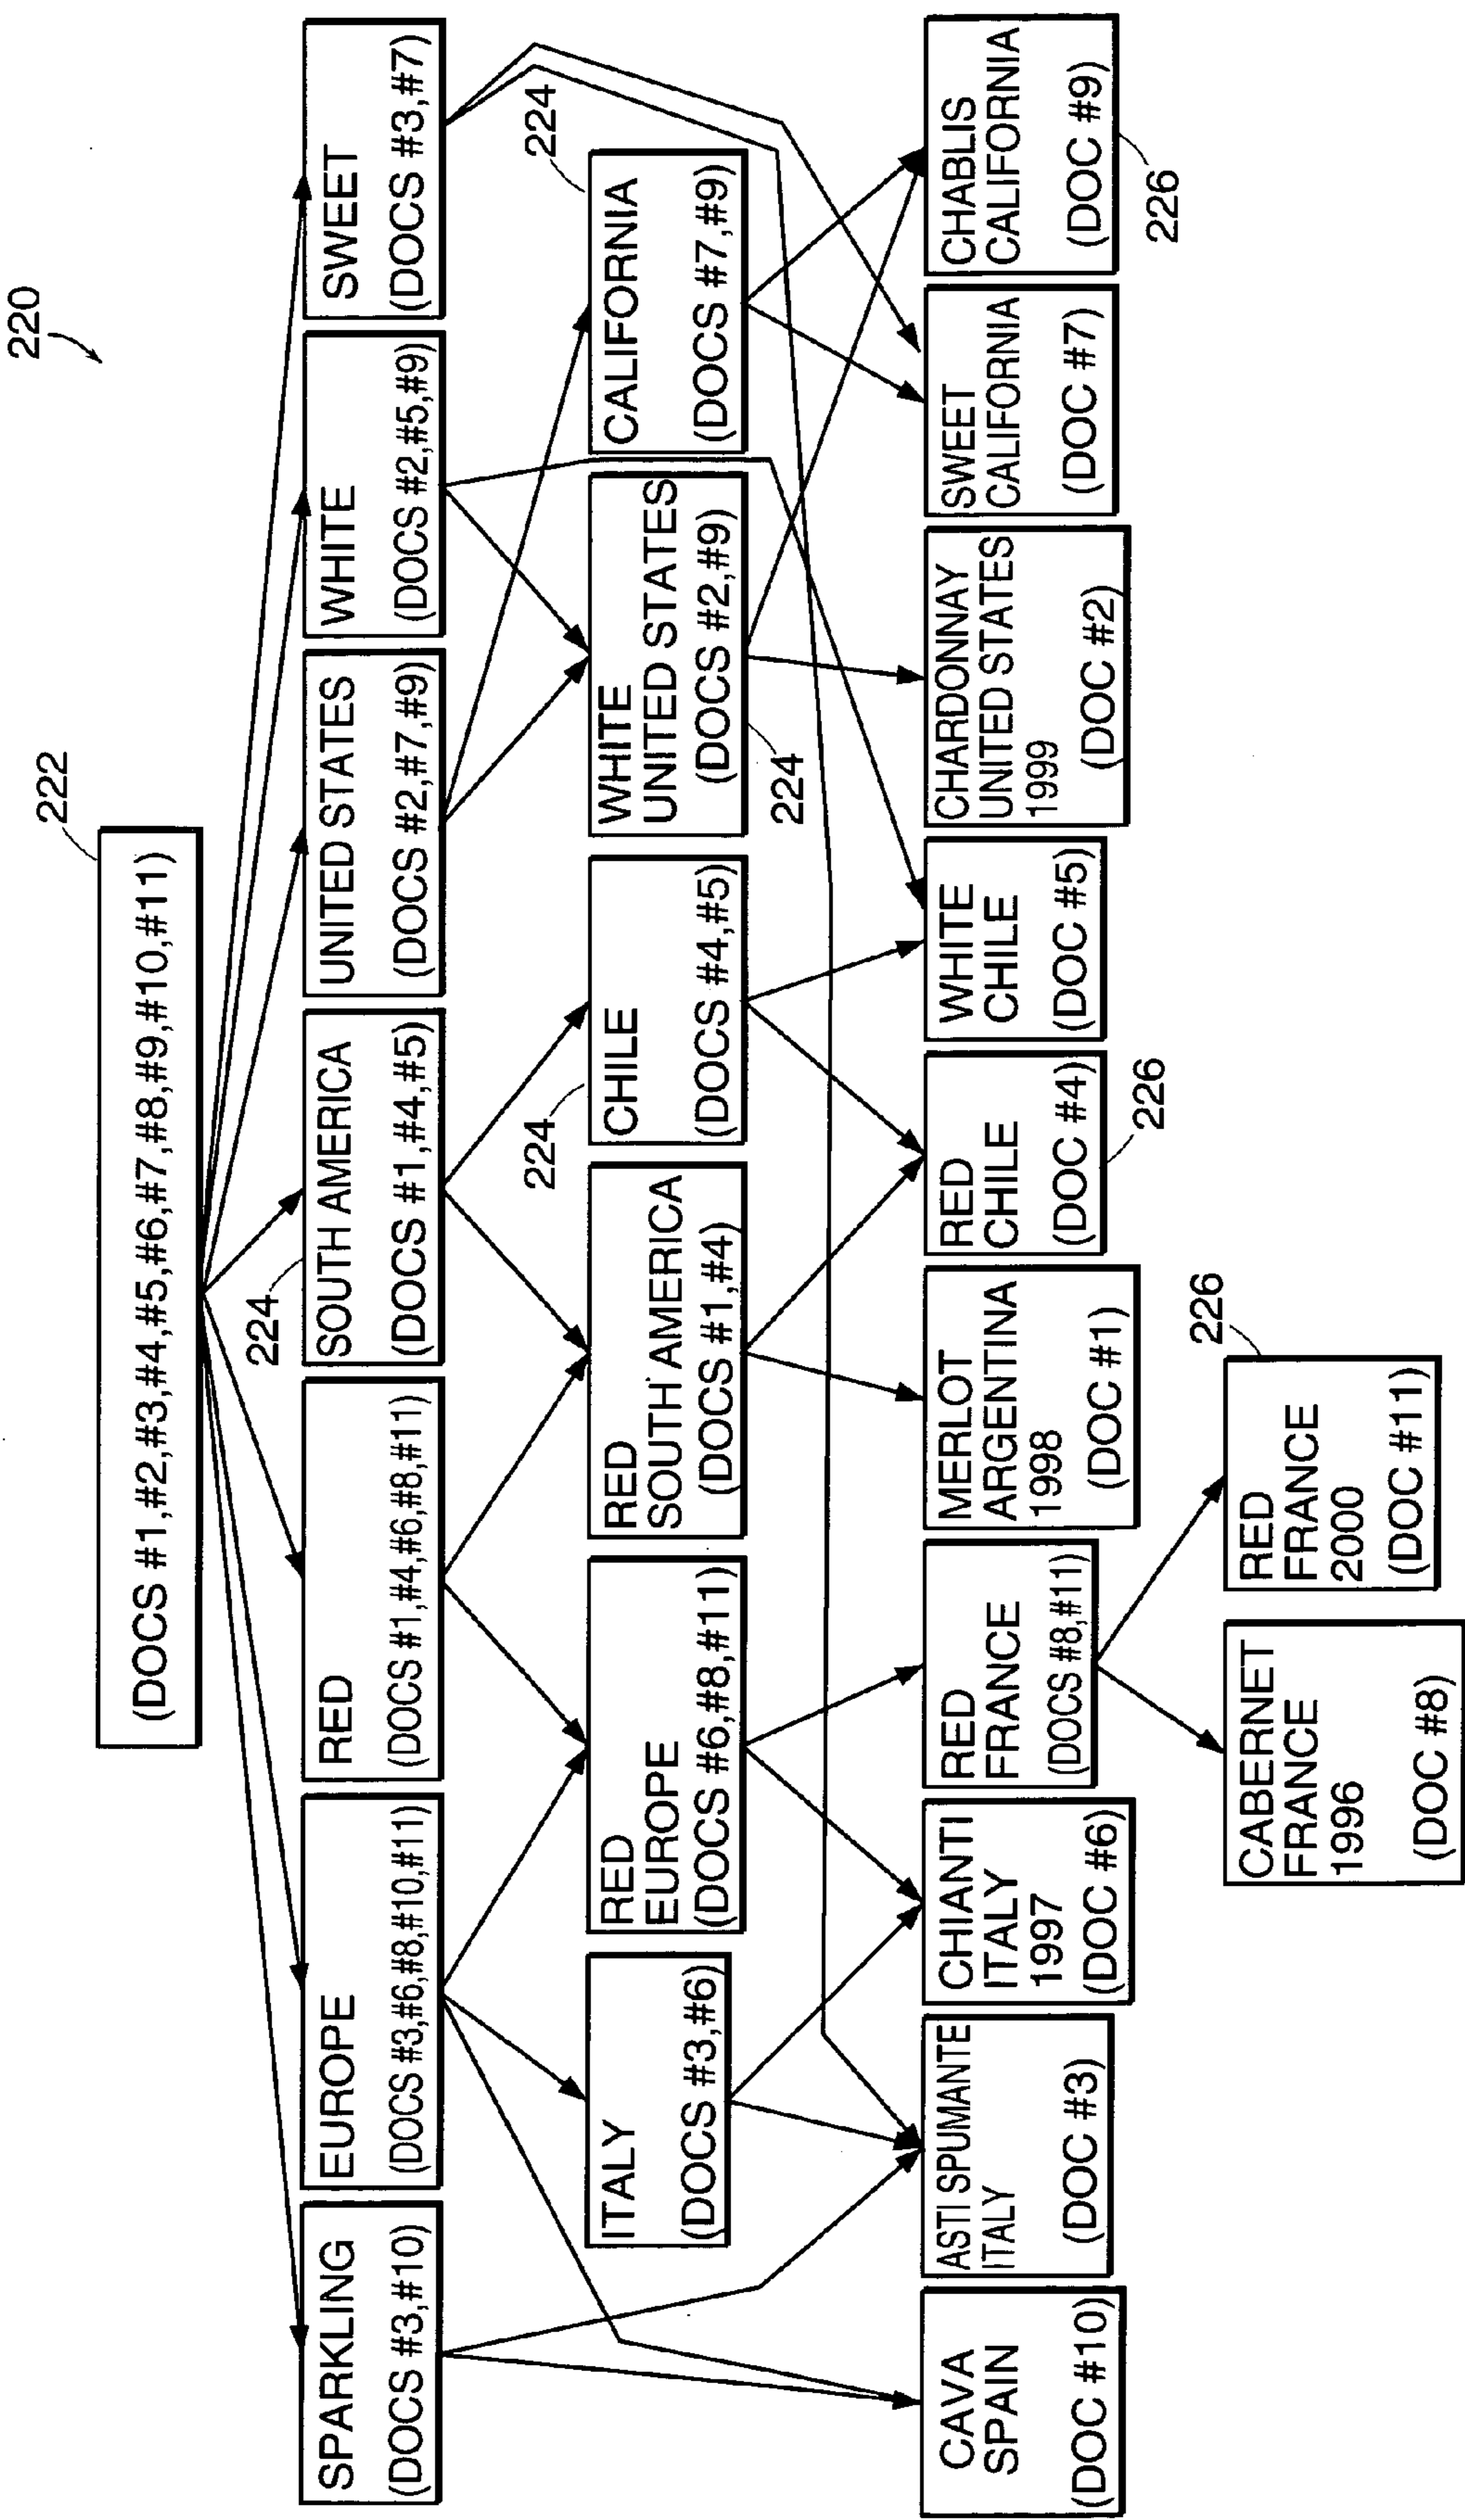 220
222
(DOCS #1,#2,#3,#4,#5,#6,#7,#8,#9,#10,#11)
224
SPARKLING
(DOCS #3,#10)
EUROPE
(DOCS #3,#6,#8,#10,#11)
RED
(DOCS #1,#4,#6,#8,#11)
SOUTH AMERICA
(DOCS #1,#4,#5)
UNITED STATES
(DOCS #2,#7,#9)
WHITE
(DOCS #2,#5,#9)
SWEET
(DOCS #3,#7)
224
224
ITALY
(DOCS #3,#6)
RED
EUROPE
(DOCS #6,#8,#11)
RED
SOUTH AMERICA
(DOCS #1,#4)
CHILE
(DOCS #4,#5)
WHITE
UNITED STATES
(DOCS #2,#9)
CALIFORNIA
(DOCS #7,#9)
224
CAVA
SPAIN
(DOC #10)
ASTI SPUMANTE
ITALY
(DOC #3)
CHIANTI
ITALY
1997
(DOC #6)
RED
FRANCE
(DOCS #8,#11)
MERLOT
ARGENTINA
1998
(DOC #1)
RED
CHILE
(DOC #4)
WHITE
CHILE
(DOC #5)
CHARDONNAY
UNITED STATES
1999
(DOC #2)
SWEET
CALIFORNIA
(DOC #7)
CHABLIS
CALIFORNIA
(DOC #9)
226
226
226
CABERNET
FRANCE
1996
(DOC #8)
RED
FRANCE
2000
(DOC #11)